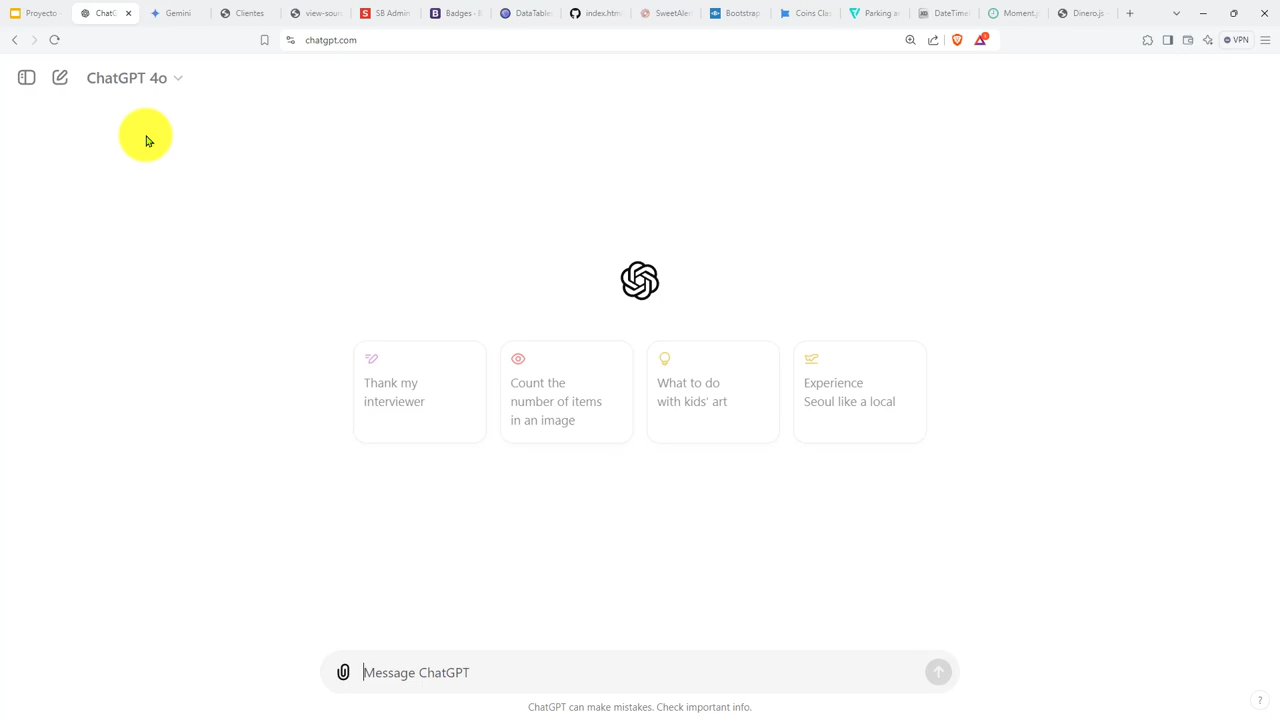 Proyecto
ChatG
Gemini
Clientes
view-sour
SB Admin
Badges
DataTable
index.htm
SweetAler
Bootstrap
Coins Cla
Parking a
DateTime
Moment.j
Dinero.js
chatgpt.com
VPN
ChatGPT 4o
Thank my
interviewer
Count the
number of items
in an image
What to do
with kids' art
Experience
Seoul like a local
Message ChatGPT
ChatGPT can make mistakes. Check important info.
?